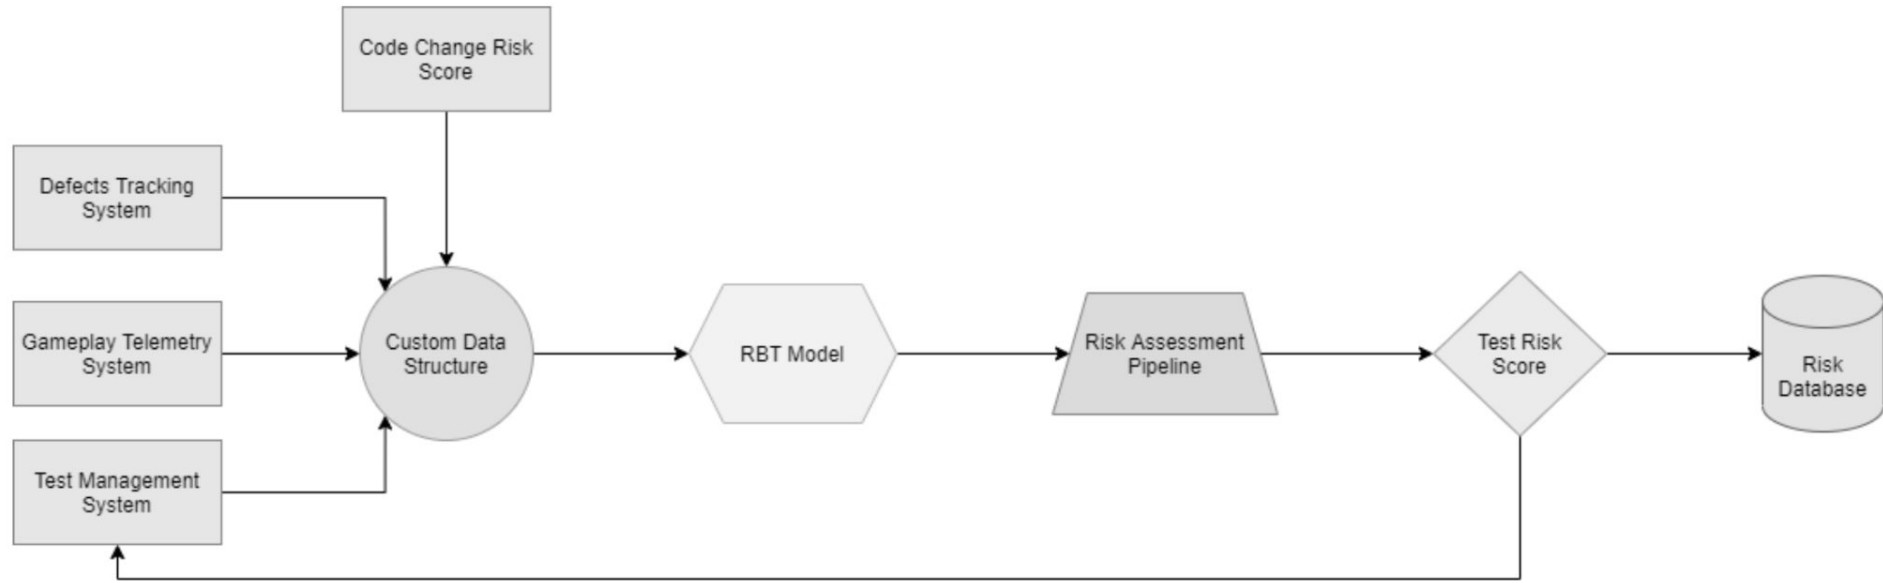 Code Change Risk
Score
Defects Tracking
System
Gameplay Telemetry
System
Test Management
System
Custom Data
Structure
RBT Model
Risk Assessment
Pipeline
Test Risk
Score
Risk
Database